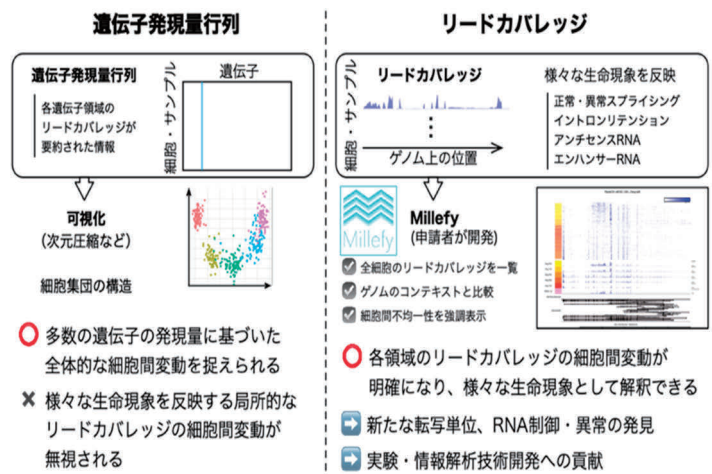 遺伝子発現量行列
遺伝子発現量行列
各遺伝子領域の
リードカバレッジが
要約された情報
遺伝子
細胞・サンプル
可視化
(次元圧縮など)
細胞集団の構造
多数の遺伝子の発現量に基づいた
全体的な細胞間変動を捉えられる
様々な生命現象を反映する局所的な
リードカバレッジの細胞間変動が
無視される
リードカバレッジ
リードカバレッジ
細胞・サンプル
ゲノム上の位置
様々な生命現象を反映
正常・異常スプライシング
イントロンリテンション
アンチセンスRNA
エンハンサーRNA
Millefy
Millefy
(申請者が開発)
全細胞のリードカバレッジを一覧
ゲノムのコンテキストと比較
細胞間不均一性を強調表示
各領域のリードカバレッジの細胞間変動が
明確になり、様々な生命現象として解釈できる
新たな転写単位、RNA制御・異常の発見
実験・情報解析技術開発への貢献